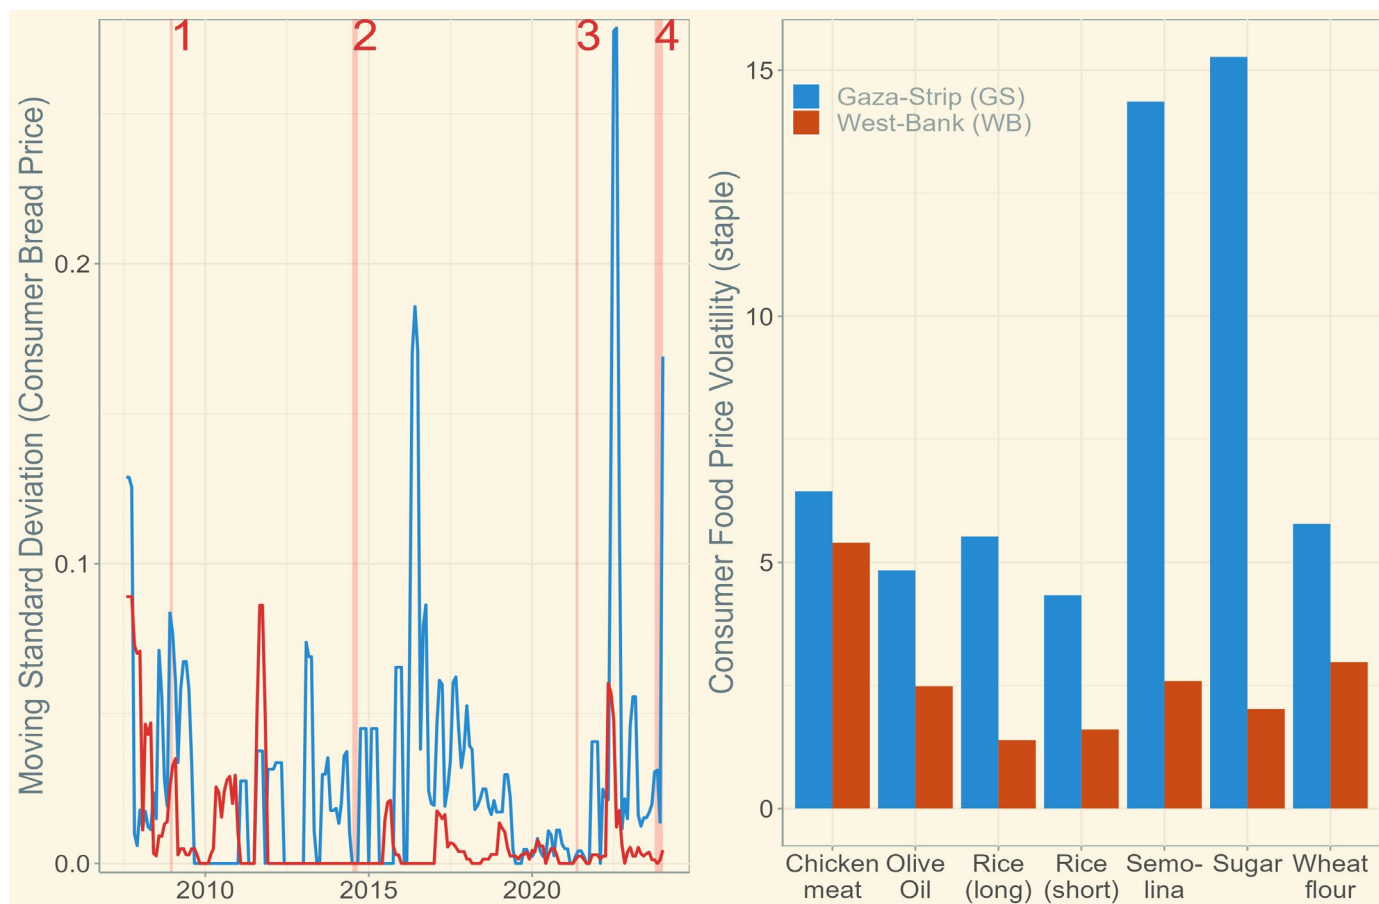 Moving Standard Deviation (Consumer Bread Price)
0.2
0.1
0.0
1
2
3
4
2010
2015
2020
Consumer Food Price Volatility (staple)
15
10
5
0
Gaza-Strip (GS)
West-Bank (WB)
Chicken
meat
Olive
Oil
Rice
(long)
Rice
(short)
Semo-
lina
Sugar
Wheat
flour